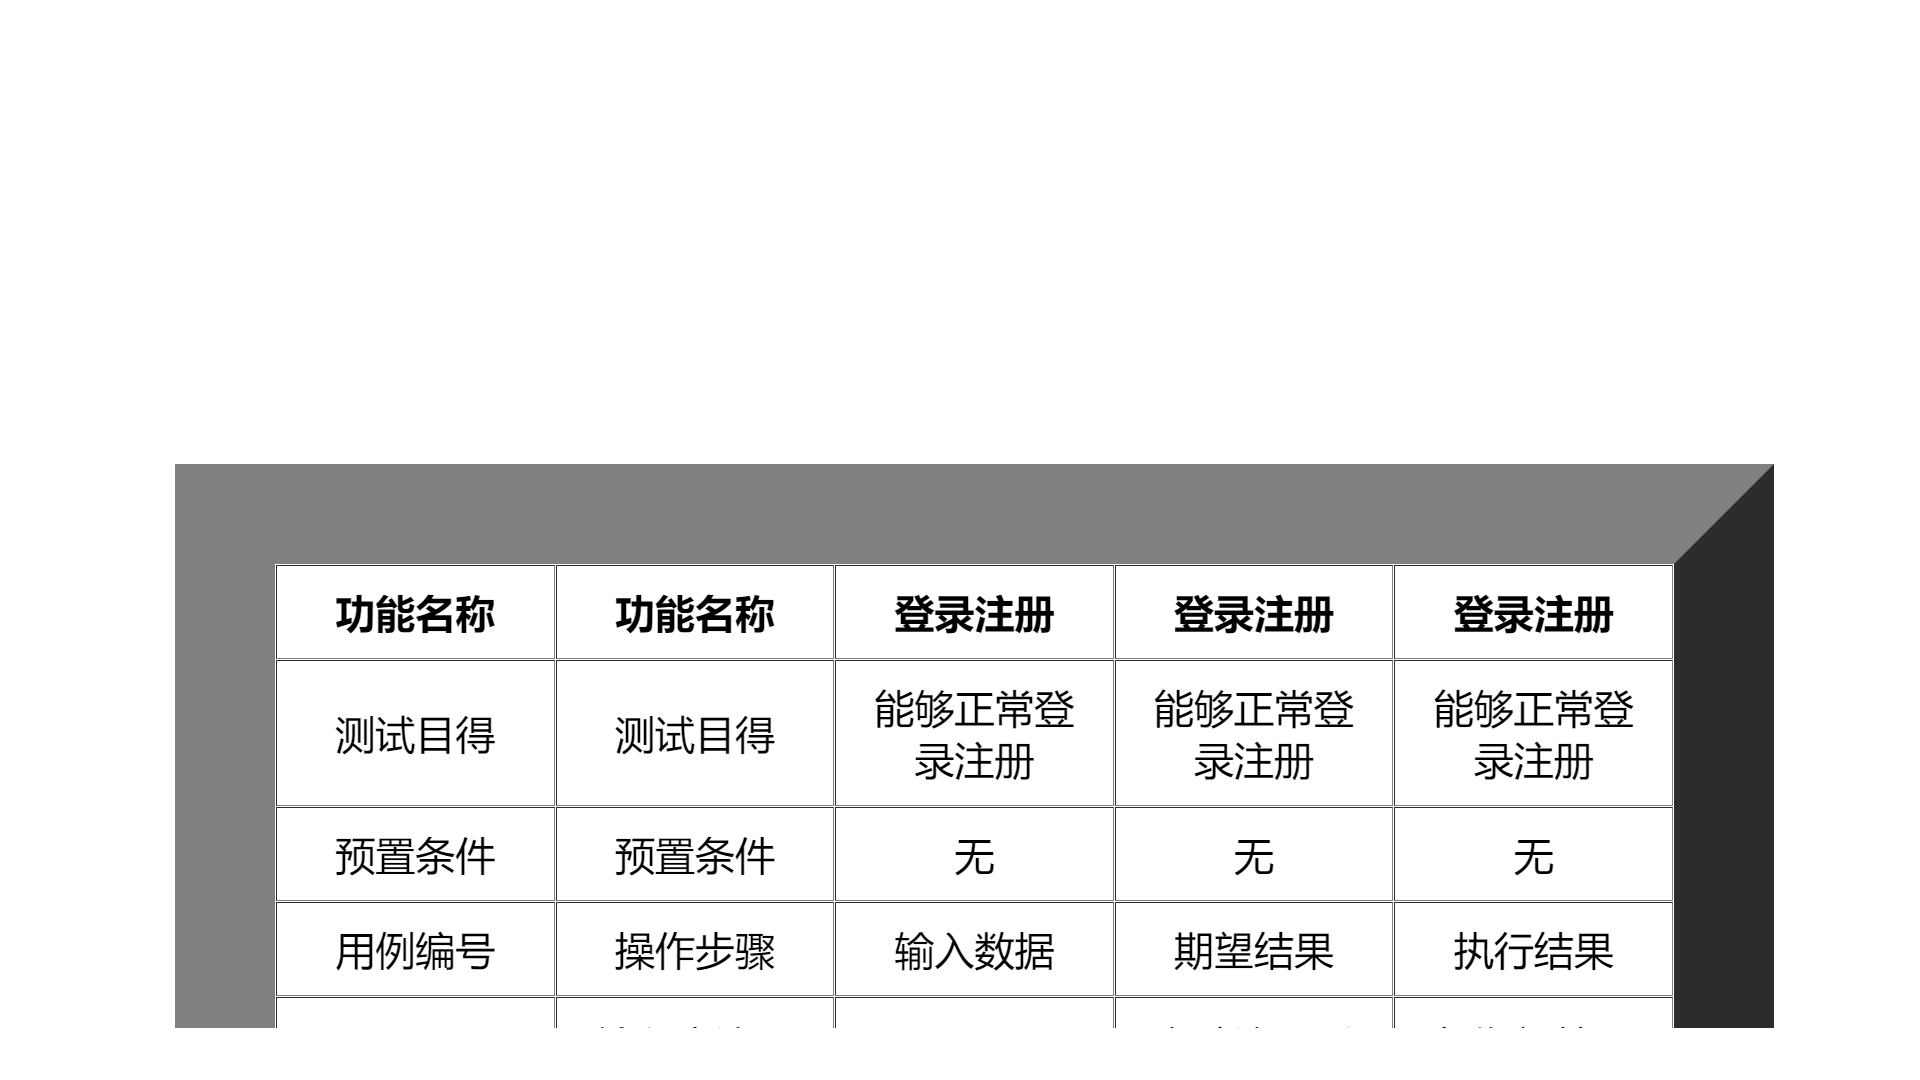 功能名称 功能名称 登录注册 登录注册 登录注册
测试目得 测试目得 能够正常登 能够正常登 能够正常登
录注册 录注册 录注册
预置条件 预置条件 无 无 无
用例编号 操作步骤 输入数据 期望结果 执行结果